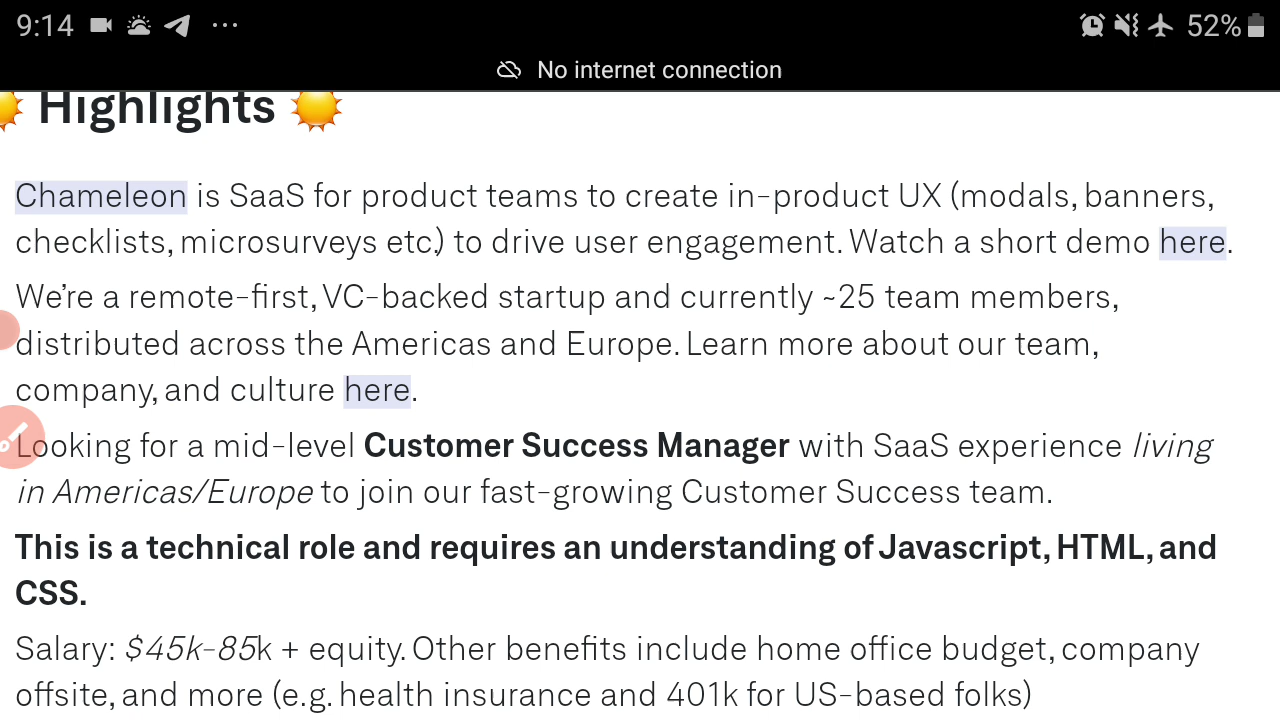 9:14 ... 52%
No internet connection
Highlights
Chameleon is SaaS for product teams to create in-product UX (modals, banners,
checklists, microsurveys etc.) to drive user engagement. Watch a short demo here.
We’re a remote-first, VC-backed startup and currently ~25 team members,
distributed across the Americas and Europe. Learn more about our team,
company, and culture here.
Looking for a mid-level Customer Success Manager with SaaS experience living
in Americas/Europe to join our fast-growing Customer Success team.
This is a technical role and requires an understanding of Javascript, HTML, and
CSS.
Salary: $45k-85k + equity. Other benefits include home office budget, company
offsite, and more (e.g. health insurance and 401k for US-based folks)